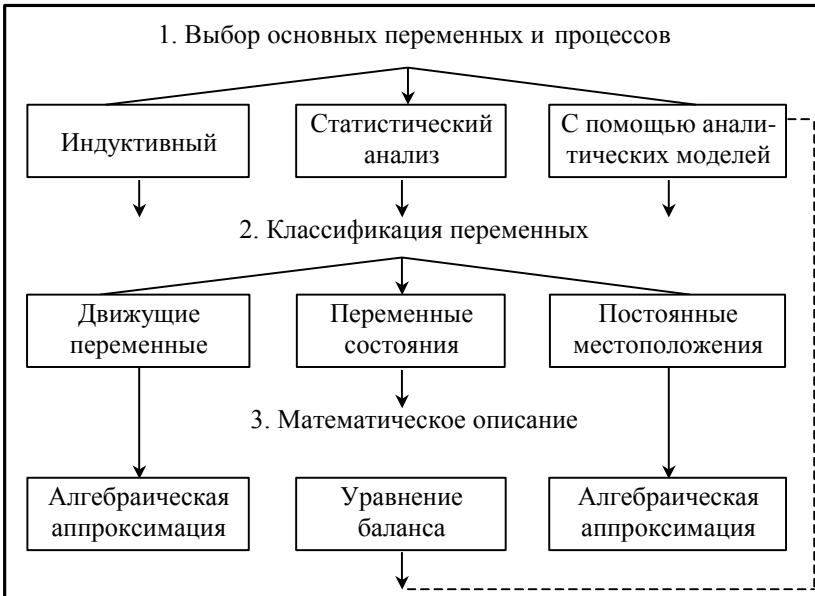 1. Выбор основных переменных и процессов
Индуктивный
Статистический
анализ
С помощью анали-
тических моделей
2. Классификация переменных
Движущие
переменные
Переменные
состояния
Постоянные
местоположения
3. Математическое описание
Алгебраическая
аппроксимация
Уравнение
баланса
Алгебраическая
аппроксимация